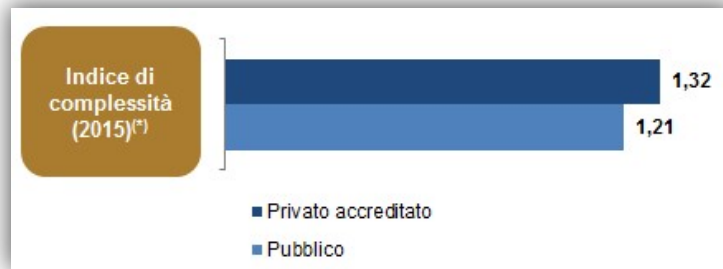 Indice di
complessità
(2015)(*)
1,32
1,21
Privato accreditato
Pubblico